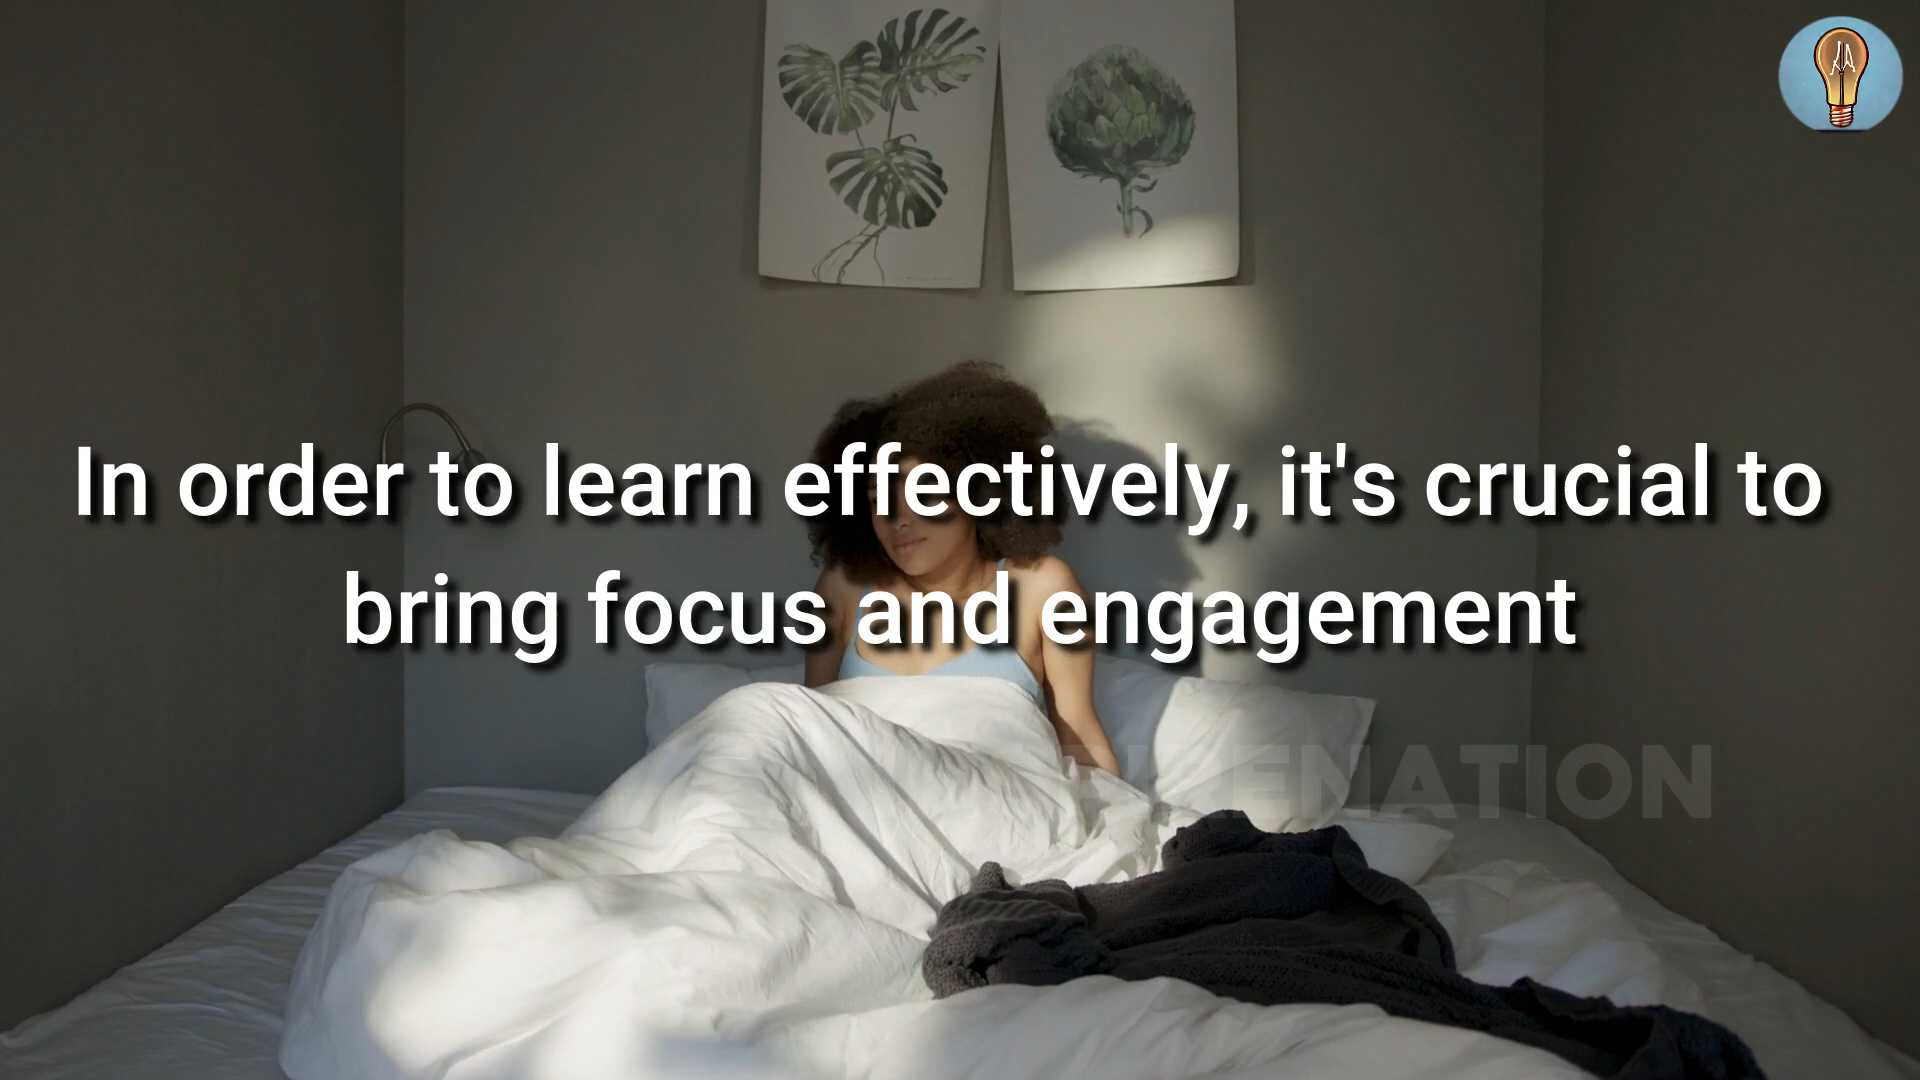 In order to learn effectively, it's crucial to
bring focus and engagement